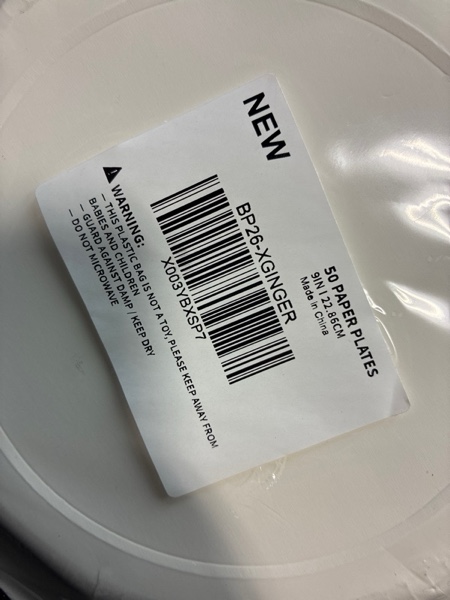 NEW
50 PAPER PLATES
9IN / 22.86CM
Made in China
BP26-XGINGER
X003YBXSP7
WARNING:
— THIS PLASTIC BAG IS NOT A TOY, PLEASE KEEP AWAY FROM
BABIES AND CHILDREN
— GUARD AGAINST DAMP / KEEP DRY
— DO NOT MICROWAVE